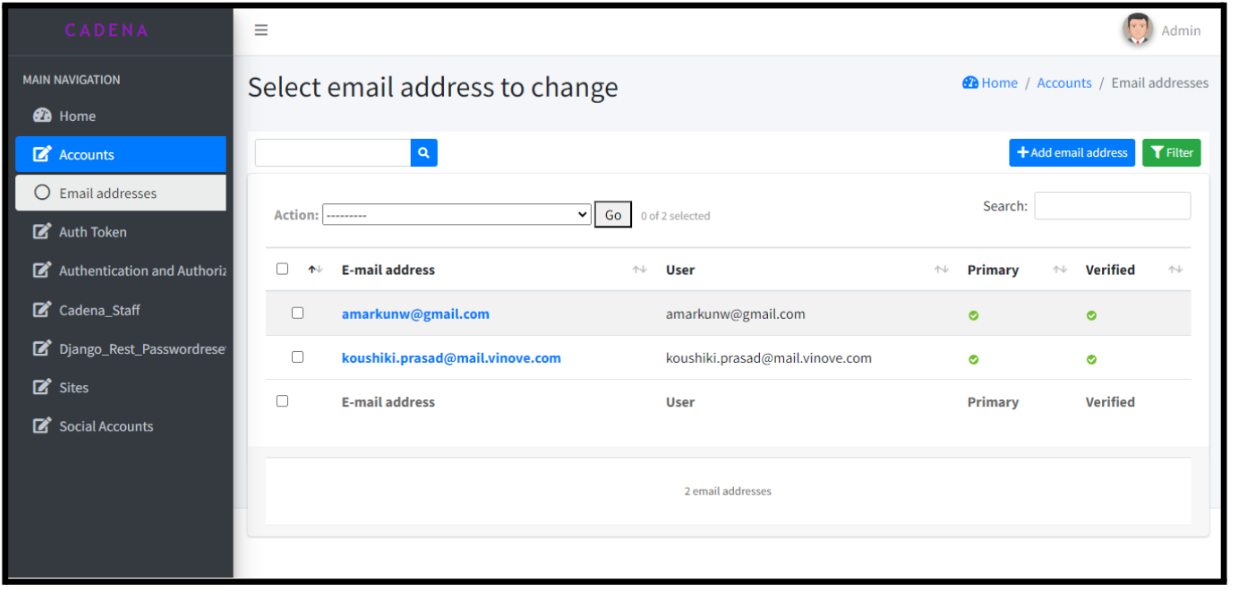 CADENA
Admin
MAIN NAVIGATION
Select email address to change
Home / Accounts / Email addresses
Home
Accounts
Email addresses
Auth Token
Authentication and Authoriz
Cadena_Staff
Django_Rest_Passwordreset
Sites
Social Accounts
+Add email address
Filter
Action: --------- Go 0 of 2 selected
Search:
E-mail address User Primary Verified
amarkunw@gmail.com amarkunw@gmail.com
koushiki.prasad@mail.vinove.com koushiki.prasad@mail.vinove.com
E-mail address User Primary Verified
2 email addresses